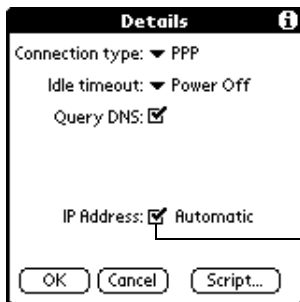 Details
Connection type: PPP
Idle timeout: Power Off
Query DNS:
IP Address: Automatic
OK Cancel Script...